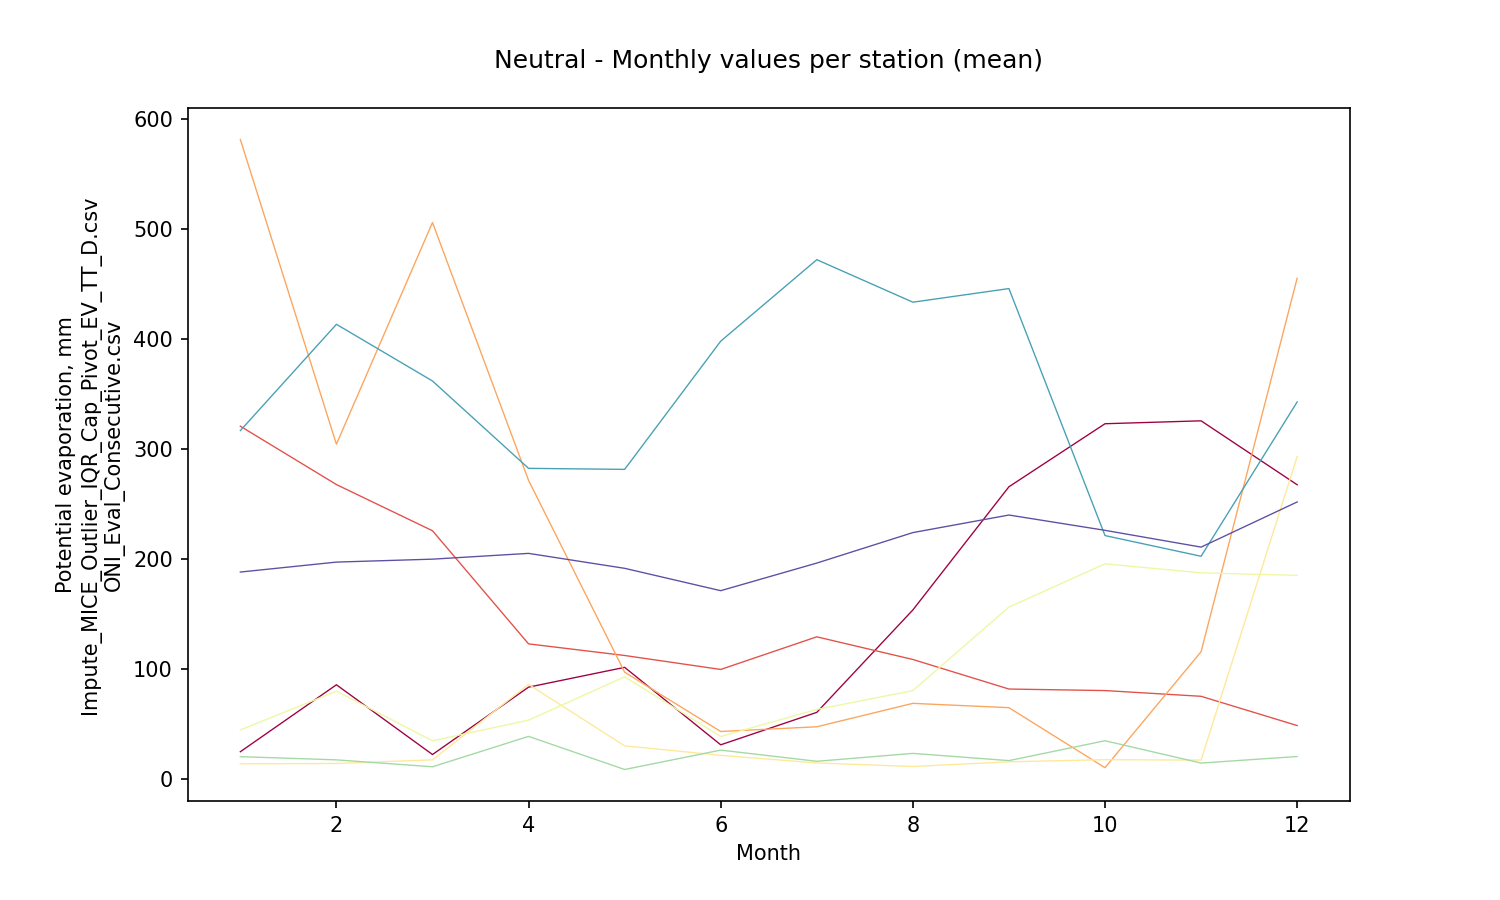 Neutral - Monthly values per station (mean)
Potential evaporation, mm
Impute_MICE_Outlier_IQR_Cap_Pivot_EV_TT_D.csv
ONI_Eval_Consecutive.csv
600
500
400
300
200
100
0
2 4 6 8 10 12
Month